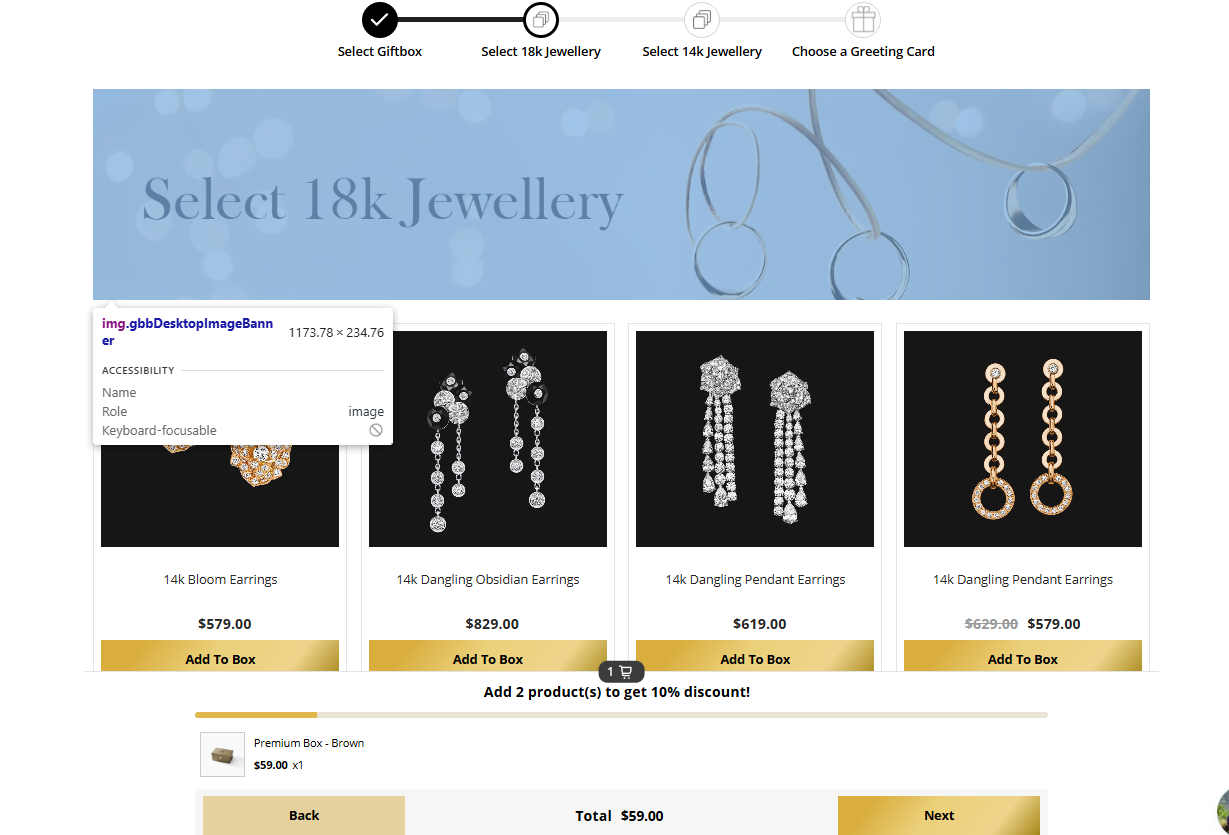 Select Giftbox
Select 18k Jewellery
Select 14k Jewellery
Choose a Greeting Card
Select 18k Jewellery
img.gbbDesktopImageBann
er
1173.78 × 234.76
ACCESSIBILITY
Name
Role
image
Keyboard-focusable
14k Bloom Earrings
14k Dangling Obsidian Earrings
14k Dangling Pendant Earrings
14k Dangling Pendant Earrings
$579.00
$829.00
$619.00
$629.00 $579.00
Add To Box
Add To Box
Add To Box
Add To Box
1
Add 2 product(s) to get 10% discount!
Premium Box - Brown
$59.00 x1
Back
Total $59.00
Next